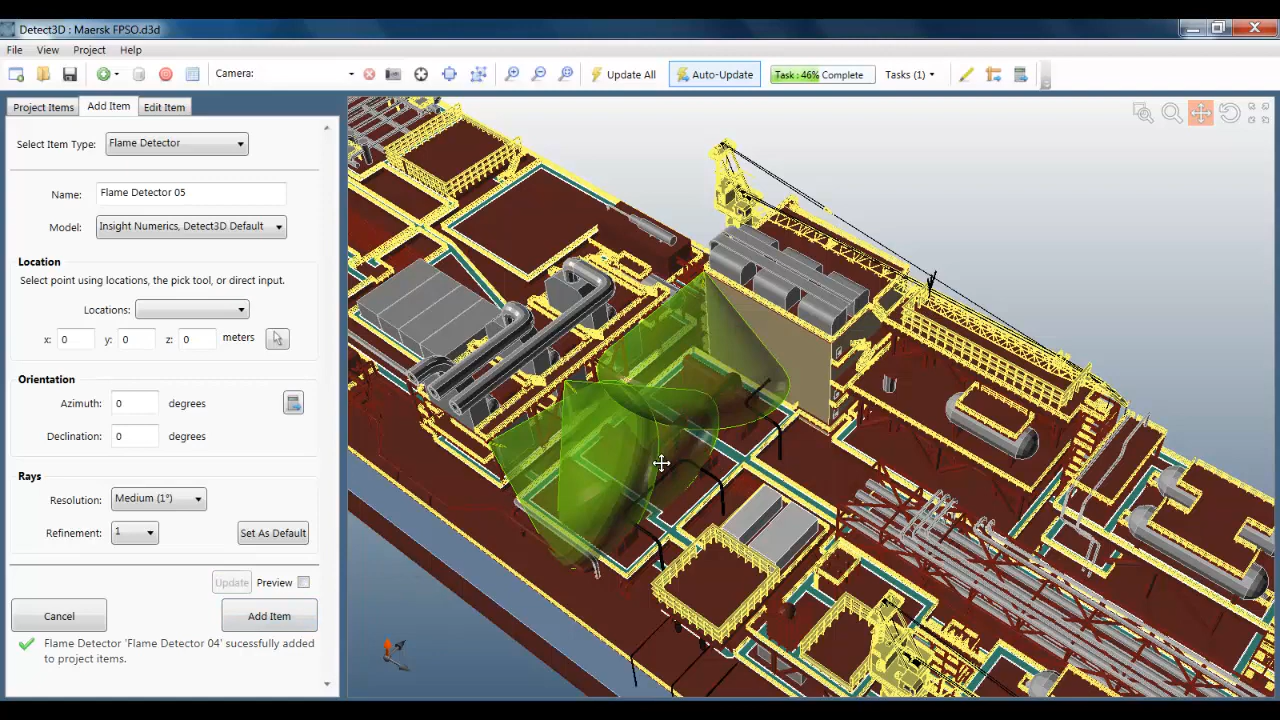 Detect3D : Maersk FPSO.d3d
File View Project Help
Camera: Update All Auto-Update Task : 46% Complete Tasks (1)
Project Items Add Item Edit Item
Select Item Type: Flame Detector
Name: Flame Detector 05
Model: Insight Numerics, Detect3D Default
Location
Select point using locations, the pick tool, or direct input.
Locations:
x: 0 y: 0 z: 0 meters
Orientation
Azimuth: 0 degrees
Declination: 0 degrees
Rays
Resolution: Medium (1°)
Refinement: 1 Set As Default
Update Preview
Cancel Add Item
Flame Detector 'Flame Detector 04' sucessfully added
to project items.